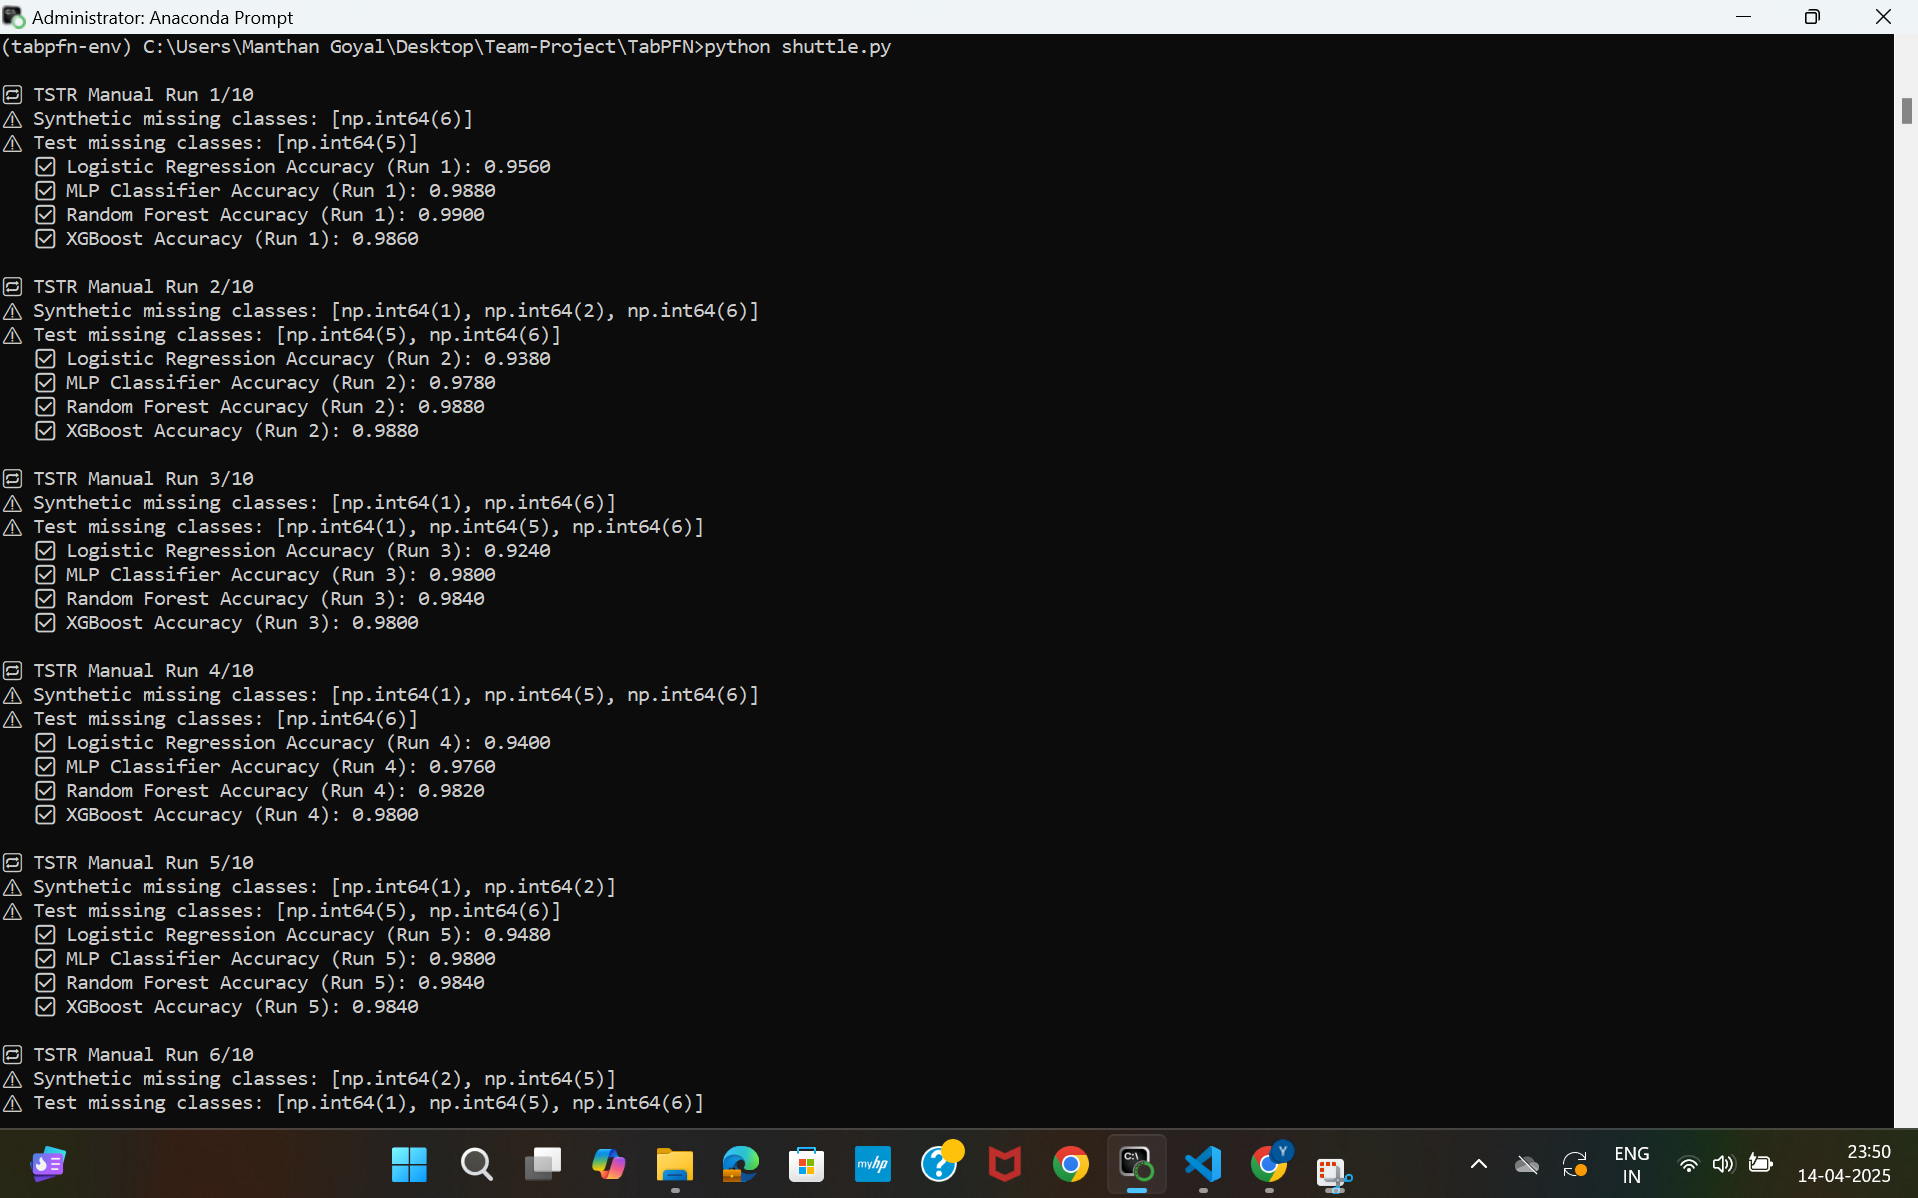 Administrator: Anaconda Prompt
(tabpfn-env) C:\Users\Manthan Goyal\Desktop\Team-Project\TabPFN>python shuttle.py
TSTR Manual Run 1/10
Synthetic missing classes: [np.int64(6)]
Test missing classes: [np.int64(5)]
Logistic Regression Accuracy (Run 1): 0.9560
MLP Classifier Accuracy (Run 1): 0.9880
Random Forest Accuracy (Run 1): 0.9900
XGBoost Accuracy (Run 1): 0.9860
TSTR Manual Run 2/10
Synthetic missing classes: [np.int64(1), np.int64(2), np.int64(6)]
Test missing classes: [np.int64(5), np.int64(6)]
Logistic Regression Accuracy (Run 2): 0.9380
MLP Classifier Accuracy (Run 2): 0.9780
Random Forest Accuracy (Run 2): 0.9880
XGBoost Accuracy (Run 2): 0.9880
TSTR Manual Run 3/10
Synthetic missing classes: [np.int64(1), np.int64(6)]
Test missing classes: [np.int64(1), np.int64(5), np.int64(6)]
Logistic Regression Accuracy (Run 3): 0.9240
MLP Classifier Accuracy (Run 3): 0.9800
Random Forest Accuracy (Run 3): 0.9840
XGBoost Accuracy (Run 3): 0.9800
TSTR Manual Run 4/10
Synthetic missing classes: [np.int64(1), np.int64(5), np.int64(6)]
Test missing classes: [np.int64(6)]
Logistic Regression Accuracy (Run 4): 0.9400
MLP Classifier Accuracy (Run 4): 0.9760
Random Forest Accuracy (Run 4): 0.9820
XGBoost Accuracy (Run 4): 0.9800
TSTR Manual Run 5/10
Synthetic missing classes: [np.int64(1), np.int64(2)]
Test missing classes: [np.int64(5), np.int64(6)]
Logistic Regression Accuracy (Run 5): 0.9480
MLP Classifier Accuracy (Run 5): 0.9800
Random Forest Accuracy (Run 5): 0.9840
XGBoost Accuracy (Run 5): 0.9840
TSTR Manual Run 6/10
Synthetic missing classes: [np.int64(2), np.int64(5)]
Test missing classes: [np.int64(1), np.int64(5), np.int64(6)]
myhp
C:\
Y
ENG
IN
23:50
14-04-2025